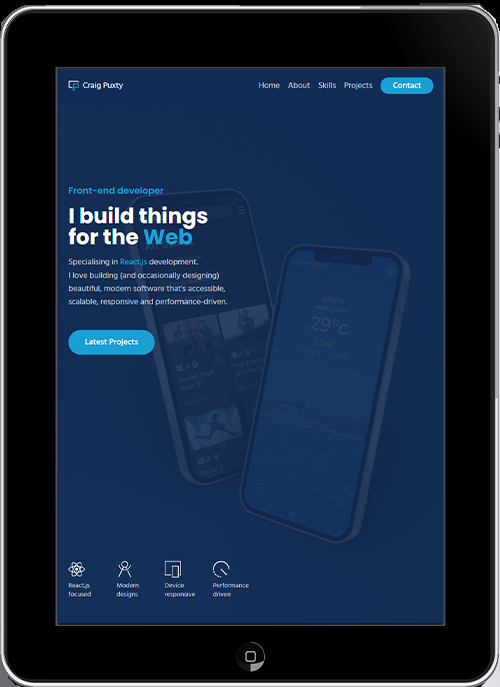 Craig Puxty
Home About Skills Projects Contact
Front-end developer
I build things
for the Web
Specialising in React.js development.
I love building (and occasionally designing)
beautiful, modern software that's accessible,
scalable, responsive and performance-driven.
Latest Projects
Madrid
29°c
Clear
Grand Theft
Auto V
React.js
focused
Modern
designs
Device
responsive
Performance
driven